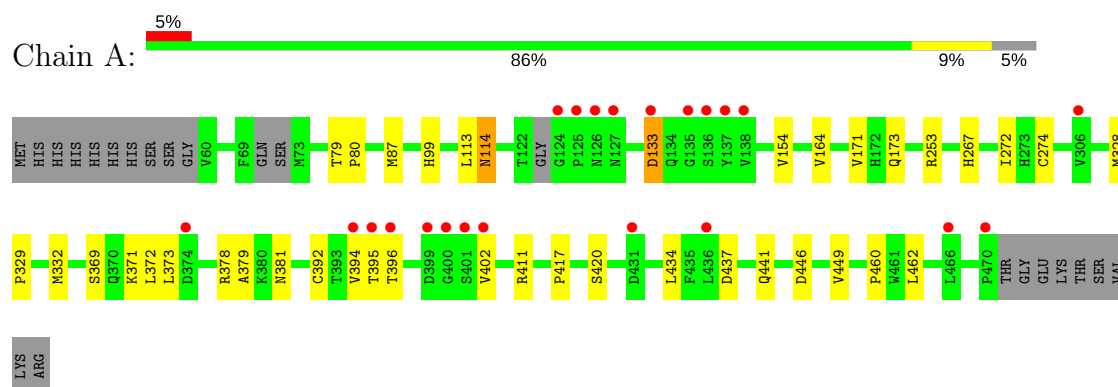 5%
Chain A:
86% 9% 5%
MET HIS HIS HIS HIS HIS HIS SER SER GLY V60 F69 GLN SER M73 T79 P80 M87 H99 L113 N114 T122 GLY G124 P125 N126 N127 D133 Q134 G135 S136 Y137 V138 V154 V164 V171 H172 Q173 R253 H267 I272 H273 C274 V306 M328
P329 M332 S369 Q370 K371 L372 L373 D374 R378 A379 K380 N381 C392 T393 V394 T395 T396 D399 G400 S401 V402 R411 P417 S420 D431 L434 F435 L436 D437 Q441 D446 V449 P460 W461 L462 L466 P470 THR GLY GLU LYS THR SER VAL
LYS ARG